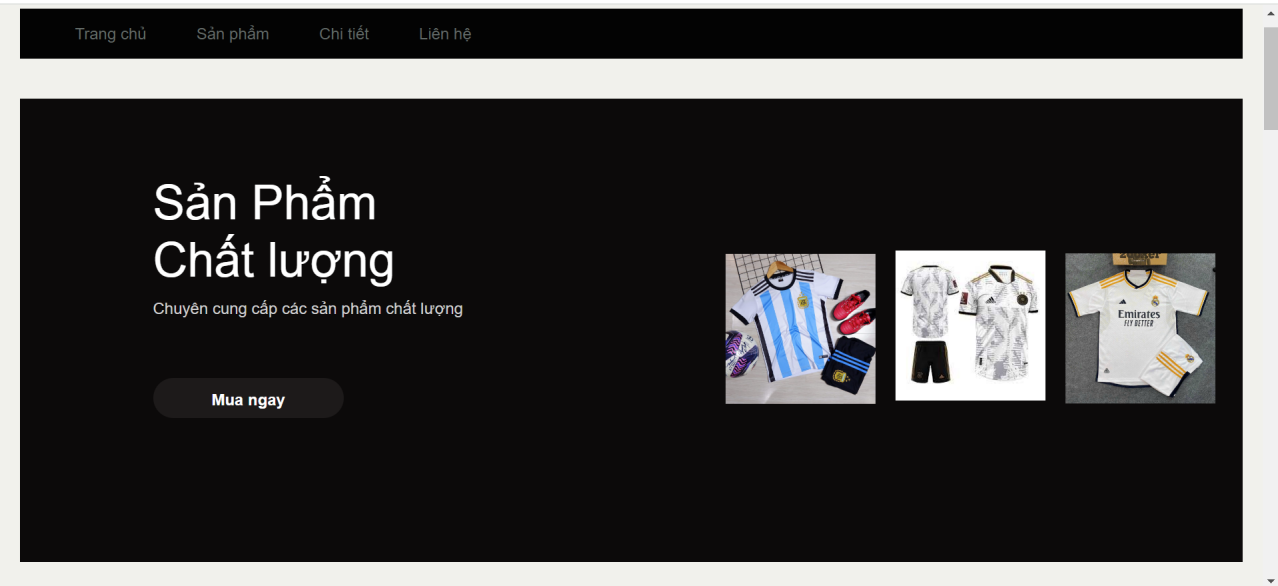 Trang chủ Sản phẩm Chi tiết Liên hệ
Sản Phẩm
Chất lượng
Chuyên cung cấp các sản phẩm chất lượng
Mua ngay
Emirates
FLY BETTER